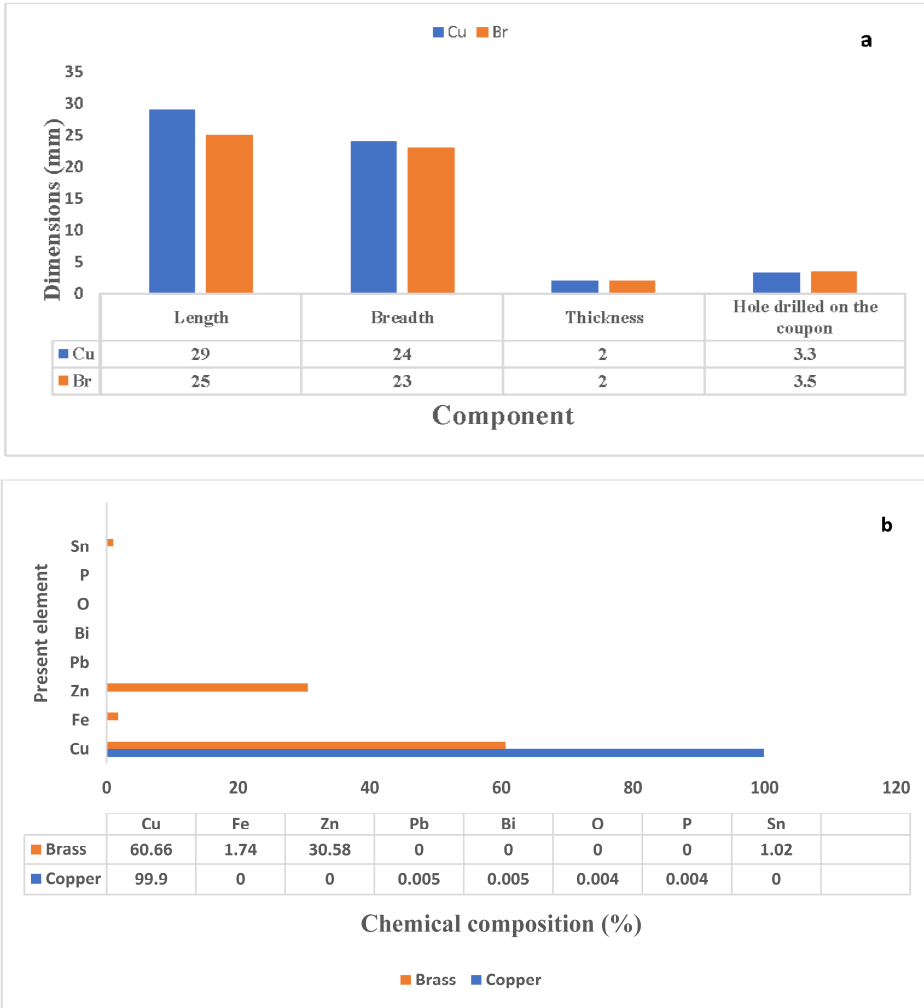 Cu Br
a
Dimensions (mm)
35
30
25
20
15
10
5
0
Length Breadth Thickness Hole drilled on the
coupon
Cu 29 24 2 3.3
Br 25 23 2 3.5
Component
b
Present element
Sn
P
O
Bi
Pb
Zn
Fe
Cu
0 20 40 60 80 100 120
Cu Fe Zn Pb Bi O P Sn
Brass 60.66 1.74 30.58 0 0 0 0 1.02
Copper 99.9 0 0 0.005 0.005 0.004 0.004 0
Chemical composition (%)
Brass Copper